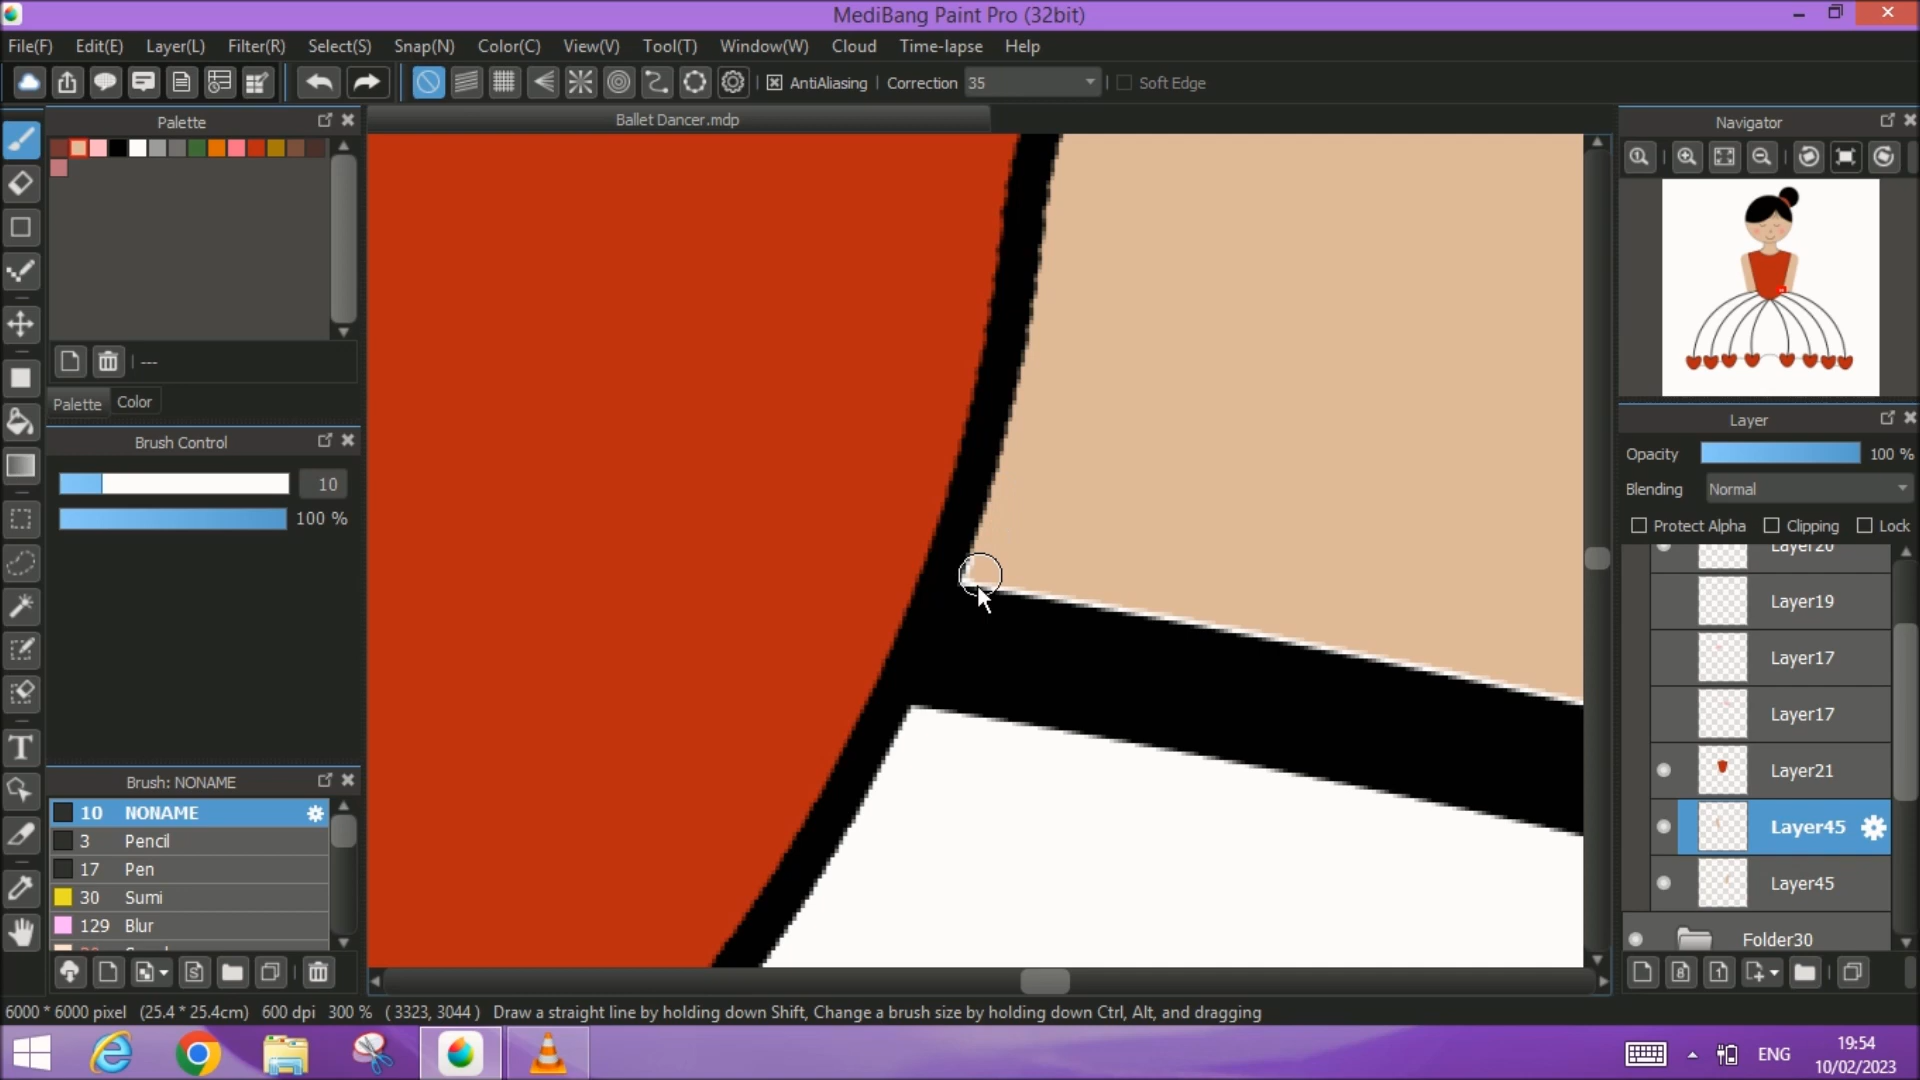 MediBang Paint Pro (32bit)
File(F) Edit(E) Layer(L) Filter(R) Select(S) Snap(N) Color(C) View(V) Tool(T) Window(W) Cloud Time-lapse Help
AntiAliasing Correction 35 Soft Edge
Palette
---
Palette Color
Brush Control
10
100 %
Brush: NONAME
10 NONAME
3 Pencil
17 Pen
30 Sumi
129 Blur
Ballet Dancer.mdp
Navigator
Layer
Opacity 100 %
Blending Normal
Protect Alpha Clipping Lock
Layer20
Layer19
Layer17
Layer17
Layer21
Layer45
Layer45
Folder30
6000 * 6000 pixel (25.4 * 25.4cm) 600 dpi 300 % ( 3323, 3044 ) Draw a straight line by holding down Shift, Change a brush size by holding down Ctrl, Alt, and dragging
ENG
19:54
10/02/2023